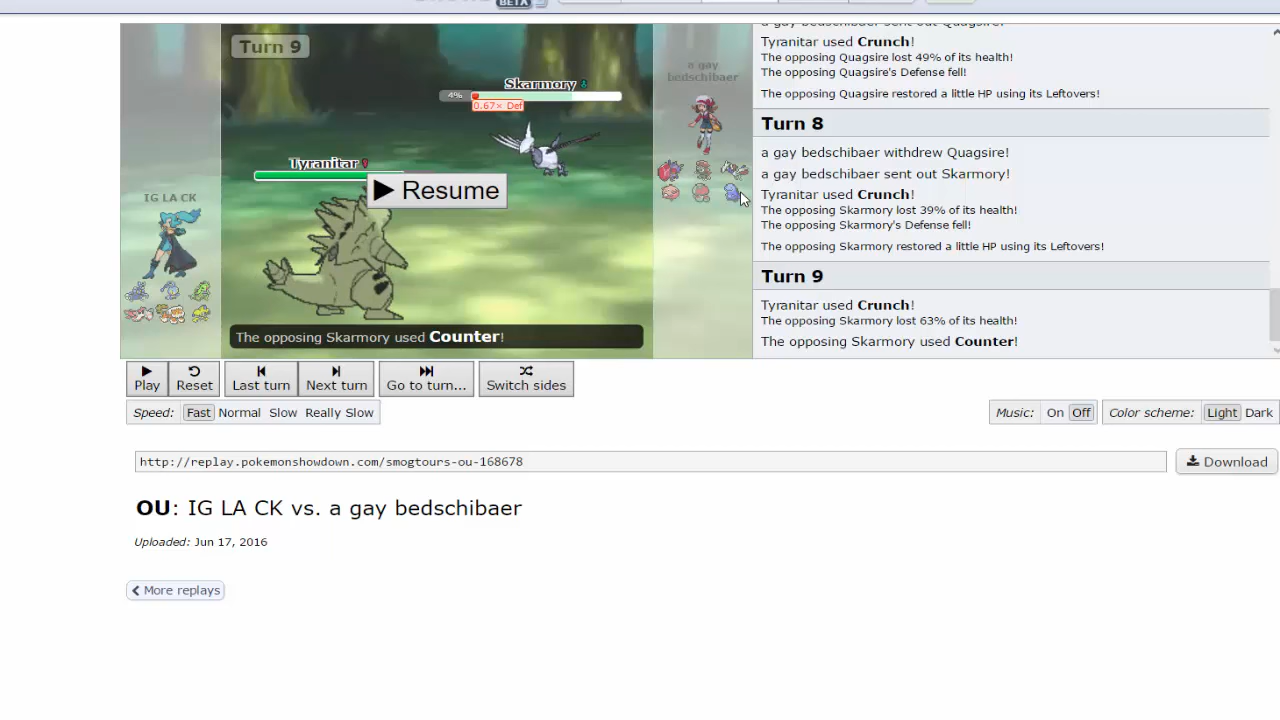 BETA
a gay bedschibaer sent out Quagsire!
Tyranitar used Crunch!
The opposing Quagsire lost 49% of its health!
The opposing Quagsire's Defense fell!
The opposing Quagsire restored a little HP using its Leftovers!
Turn 8
a gay bedschibaer withdrew Quagsire!
a gay bedschibaer sent out Skarmory!
Tyranitar used Crunch!
The opposing Skarmory lost 39% of its health!
The opposing Skarmory's Defense fell!
The opposing Skarmory restored a little HP using its Leftovers!
Turn 9
Tyranitar used Crunch!
The opposing Skarmory lost 63% of its health!
The opposing Skarmory used Counter!
Turn 9
a gay
bedschibaer
Skarmory
4%
0.67× Def
Tyranitar
Resume
IG LA CK
The opposing Skarmory used Counter!
Play Reset Last turn Next turn Go to turn... Switch sides
Speed: Fast Normal Slow Really Slow Music: On Off Color scheme: Light Dark
http://replay.pokemonshowdown.com/smogtours-ou-168678 Download
OU: IG LA CK vs. a gay bedschibaer
Uploaded: Jun 17, 2016
More replays